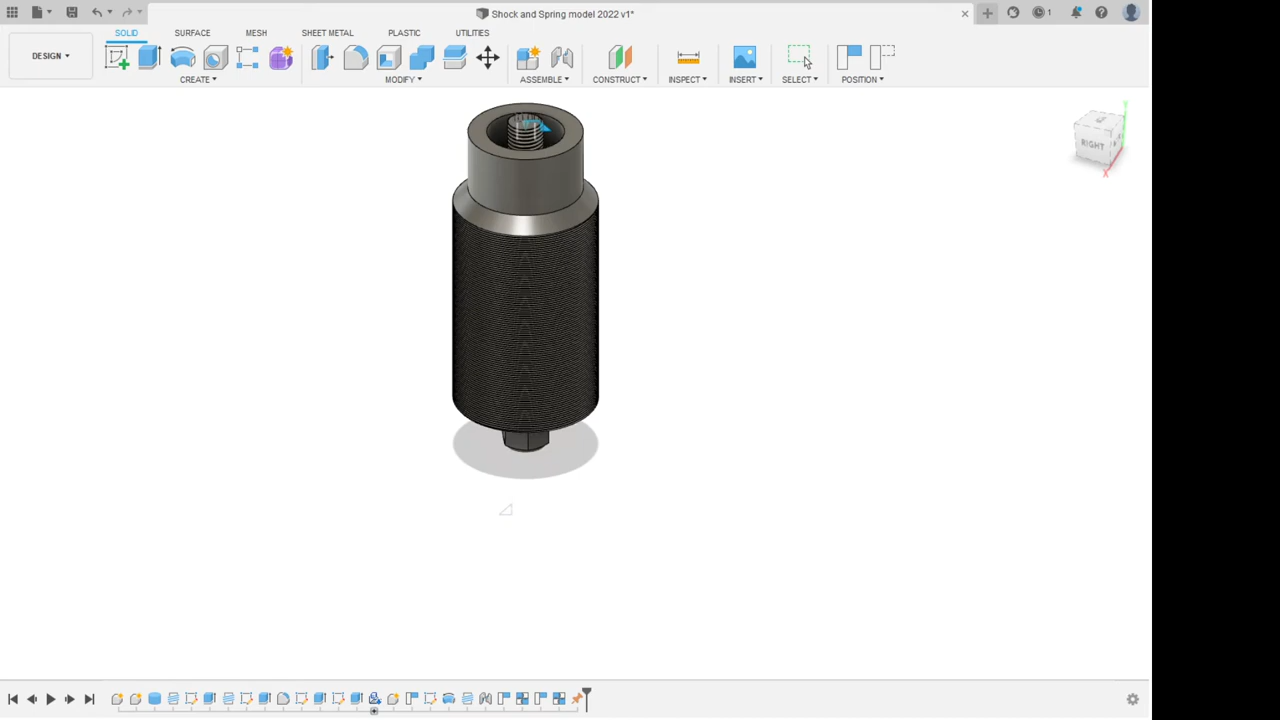 Shock and Spring model 2022 v1*
1
SOLID SURFACE MESH SHEET METAL PLASTIC UTILITIES
DESIGN
CREATE MODIFY ASSEMBLE CONSTRUCT INSPECT INSERT SELECT POSITION
RIGHT
X